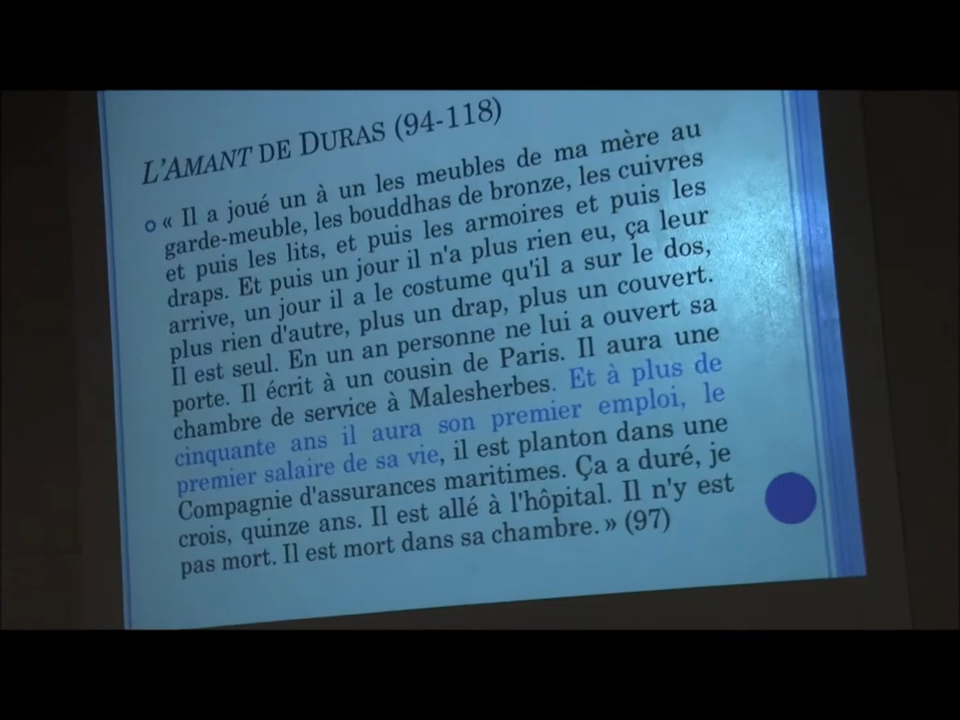 L'AMANT DE DURAS (94-118)
« Il a joué un à un les meubles de ma mère au
garde-meuble, les bouddhas de bronze, les cuivres
et puis les lits, et puis les armoires et puis les
draps. Et puis un jour il n'a plus rien eu, ça leur
arrive, un jour il a le costume qu'il a sur le dos,
plus rien d'autre, plus un drap, plus un couvert.
Il est seul. En un an personne ne lui a ouvert sa
porte. Il écrit à un cousin de Paris. Il aura une
chambre de service à Malesherbes. Et à plus de
cinquante ans il aura son premier emploi, le
premier salaire de sa vie, il est planton dans une
Compagnie d'assurances maritimes. Ça a duré, je
crois, quinze ans. Il est allé à l'hôpital. Il n'y est
pas mort. Il est mort dans sa chambre. » (97)